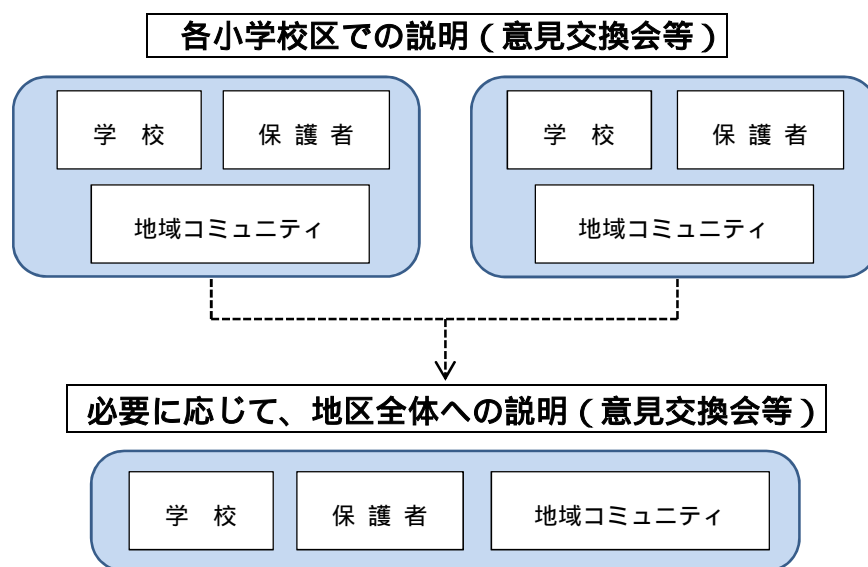 各小学校区での説明（意見交換会等）
学　校
保 護 者
地域コミュニティ
学　校
保 護 者
地域コミュニティ
必要に応じて、地区全体への説明（意見交換会等）
学　校
保 護 者
地域コミュニティ